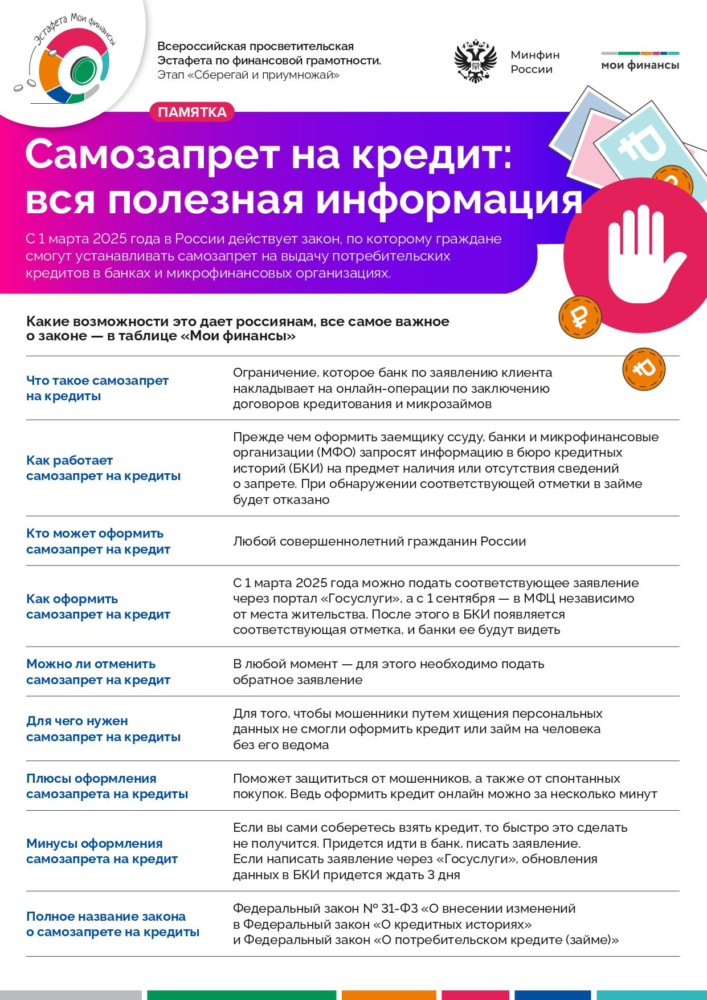 Эстафета Мои финансы
Всероссийская просветительская
Эстафета по финансовой грамотности.
Этап «Сберегай и приумножай»
Минфин
России
мои финансы
ПАМЯТКА
Самозапрет на кредит:
вся полезная информация
С 1 марта 2025 года в России действует закон, по которому граждане
смогут устанавливать самозапрет на выдачу потребительских
кредитов в банках и микрофинансовых организациях.
Какие возможности это дает россиянам, все самое важное
о законе — в таблице «Мои финансы»
Что такое самозапрет
на кредиты
Ограничение, которое банк по заявлению клиента
накладывает на онлайн-операции по заключению
договоров кредитования и микрозаймов
Как работает
самозапрет на кредиты
Прежде чем оформить заемщику ссуду, банки и микрофинансовые
организации (МФО) запросят информацию в бюро кредитных
историй (БКИ) на предмет наличия или отсутствия сведений
о запрете. При обнаружении соответствующей отметки в займе
будет отказано
Кто может оформить
самозапрет на кредит
Любой совершеннолетний гражданин России
Как оформить
самозапрет на кредит
С 1 марта 2025 года можно подать соответствующее заявление
через портал «Госуслуги», а с 1 сентября — в МФЦ независимо
от места жительства. После этого в БКИ появляется
соответствующая отметка, и банки ее будут видеть
Можно ли отменить
самозапрет на кредит
В любой момент — для этого необходимо подать
обратное заявление
Для чего нужен
самозапрет на кредиты
Для того, чтобы мошенники путем хищения персональных
данных не смогли оформить кредит или займ на человека
без его ведома
Плюсы оформления
самозапрета на кредиты
Поможет защититься от мошенников, а также от спонтанных
покупок. Ведь оформить кредит онлайн можно за несколько минут
Минусы оформления
самозапрета на кредит
Если вы сами соберетесь взять кредит, то быстро это сделать
не получится. Придется идти в банк, писать заявление.
Если написать заявление через «Госуслуги», обновления
данных в БКИ придется ждать 3 дня
Полное название закона
о самозапрете на кредиты
Федеральный закон № 31-ФЗ «О внесении изменений
в Федеральный закон «О кредитных историях»
и Федеральный закон «О потребительском кредите (займе)»